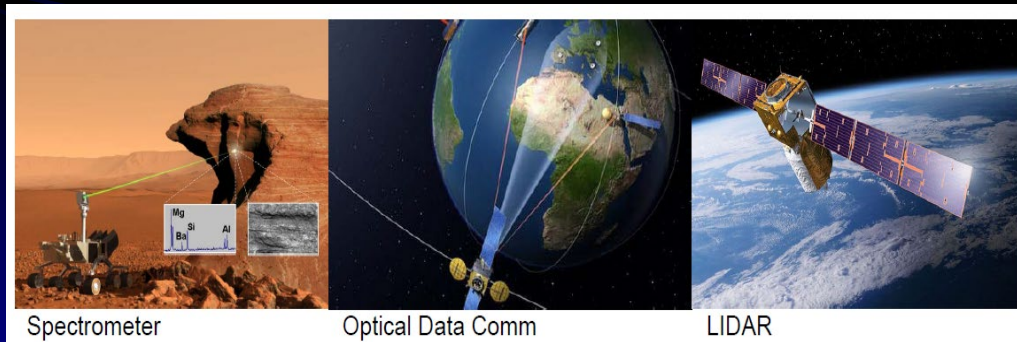 Mg
Ba
Si
Al
Spectrometer
Optical Data Comm
LIDAR